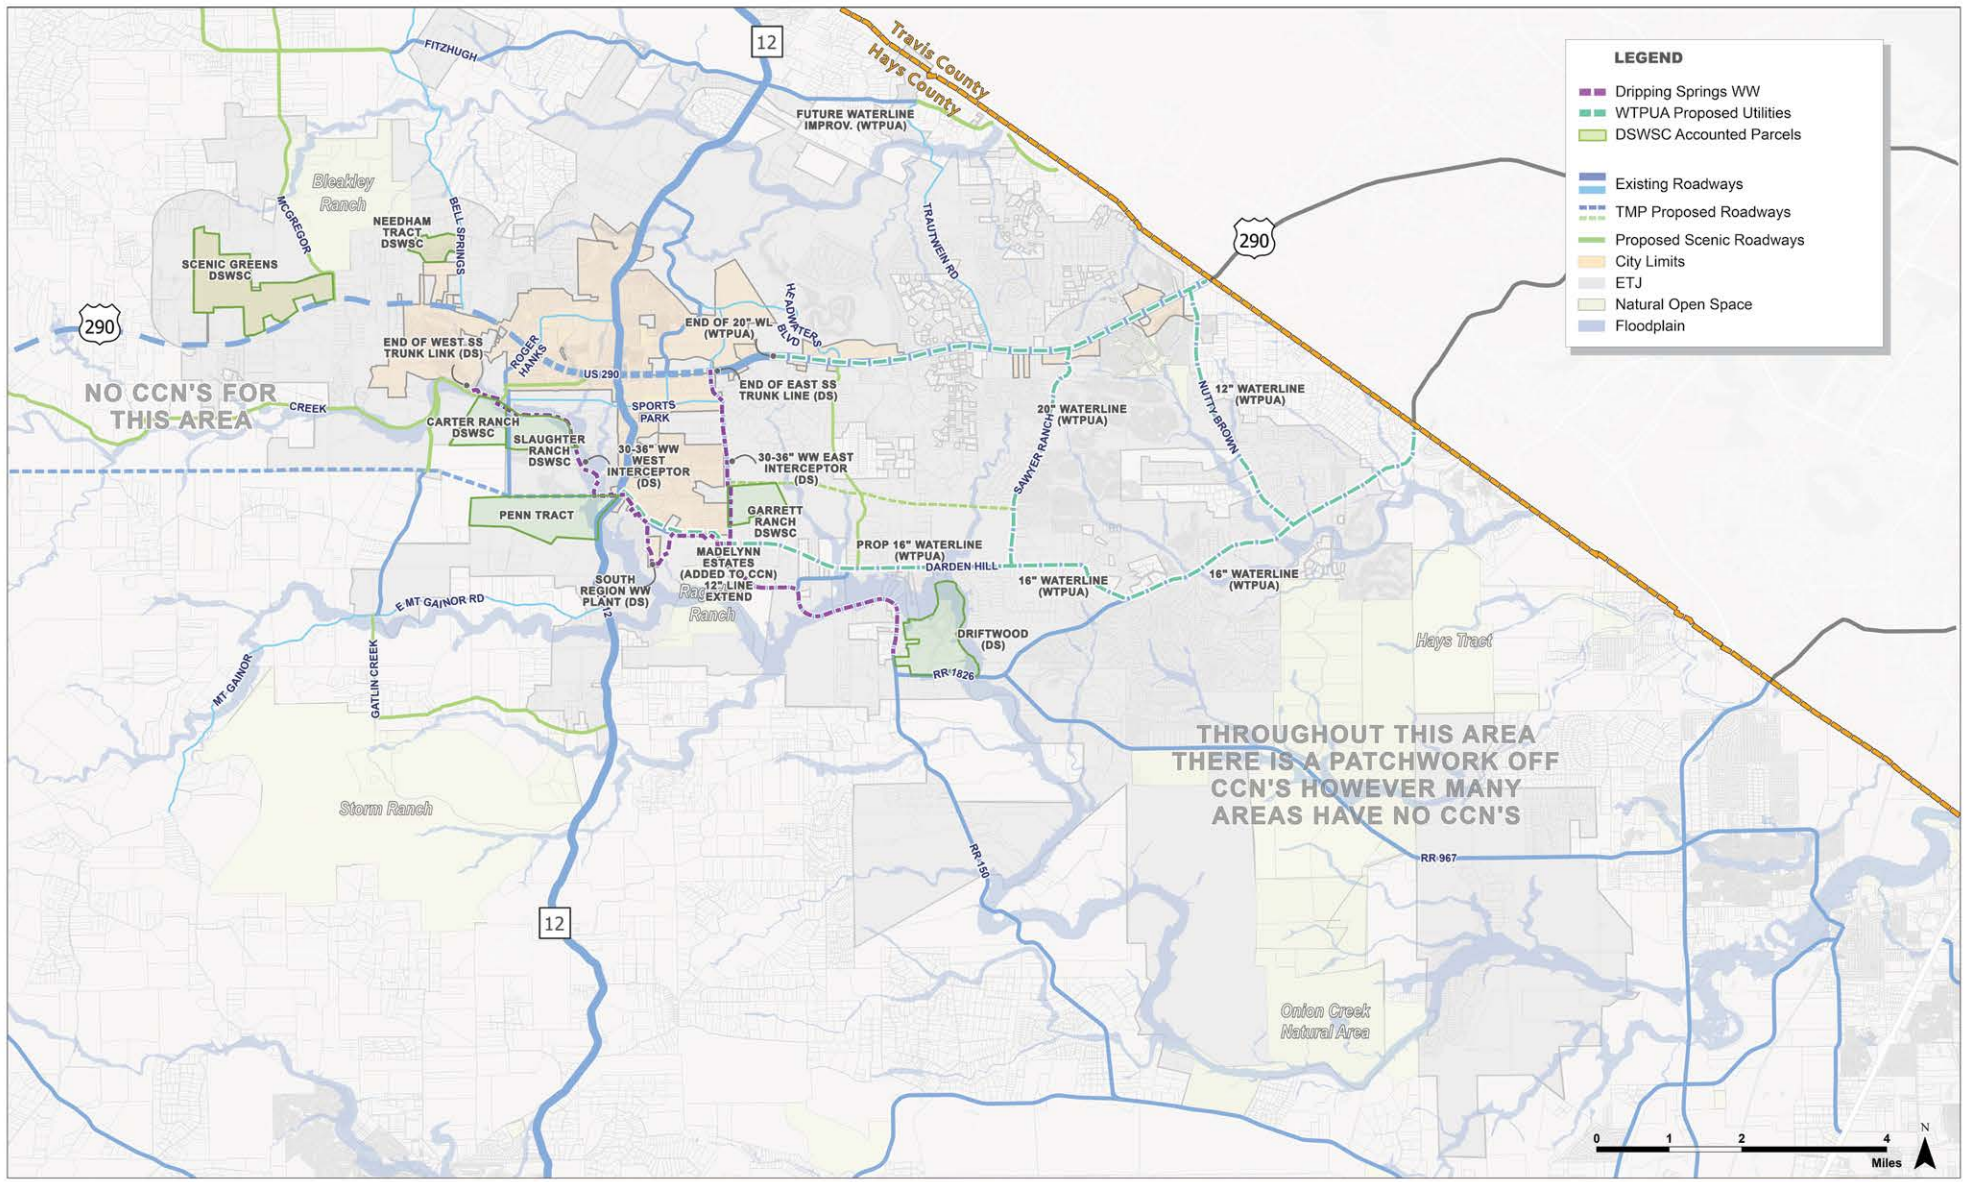 12
Travis County
Hays County
FITZHUGH
FUTURE WATERLINE
IMPROV. (WTPUA)
LEGEND
Dripping Springs WW
WTPUA Proposed Utilities
DSWSC Accounted Parcels
Existing Roadways
TMP Proposed Roadways
Proposed Scenic Roadways
City Limits
ETJ
Natural Open Space
Floodplain
Bleakley
Ranch
MCGREGOR
BELL SPRINGS
NEEDHAM
TRACT
DSWSC
SCENIC GREENS
DSWSC
TRAUTWEIN RD
290
290
HEADWATERS
BLVD
END OF 20" WL
(WTPUA)
END OF WEST SS
TRUNK LINK (DS)
ROGER
HANKS
US 290
END OF EAST SS
TRUNK LINE (DS)
NO CCN'S FOR
THIS AREA
CREEK
SPORTS
PARK
CARTER RANCH
DSWSC
SLAUGHTER
RANCH
DSWSC
30-36" WW
WEST
INTERCEPTOR
(DS)
30-36" WW EAST
INTERCEPTOR
(DS)
20" WATERLINE
(WTPUA)
SAWYER RANCH
NUTTY BROWN
12" WATERLINE
(WTPUA)
PENN TRACT
GARRETT
RANCH
DSWSC
MADELYNN
ESTATES
(ADDED TO CCN)
12" LINE
EXTEND
PROP 16" WATERLINE
(WTPUA)
DARDEN HILL
16" WATERLINE
(WTPUA)
16" WATERLINE
(WTPUA)
SOUTH
REGION WW
PLANT (DS)
12
Ranch
E MT GAINOR RD
MT GAINOR
GATLIN CREEK
DRIFTWOOD
(DS)
RR 1826
Hays Tract
THROUGHOUT THIS AREA
THERE IS A PATCHWORK OFF
CCN'S HOWEVER MANY
AREAS HAVE NO CCN'S
Storm Ranch
RR 150
RR 967
12
Onion Creek
Natural Area
0 1 2 4
Miles
N